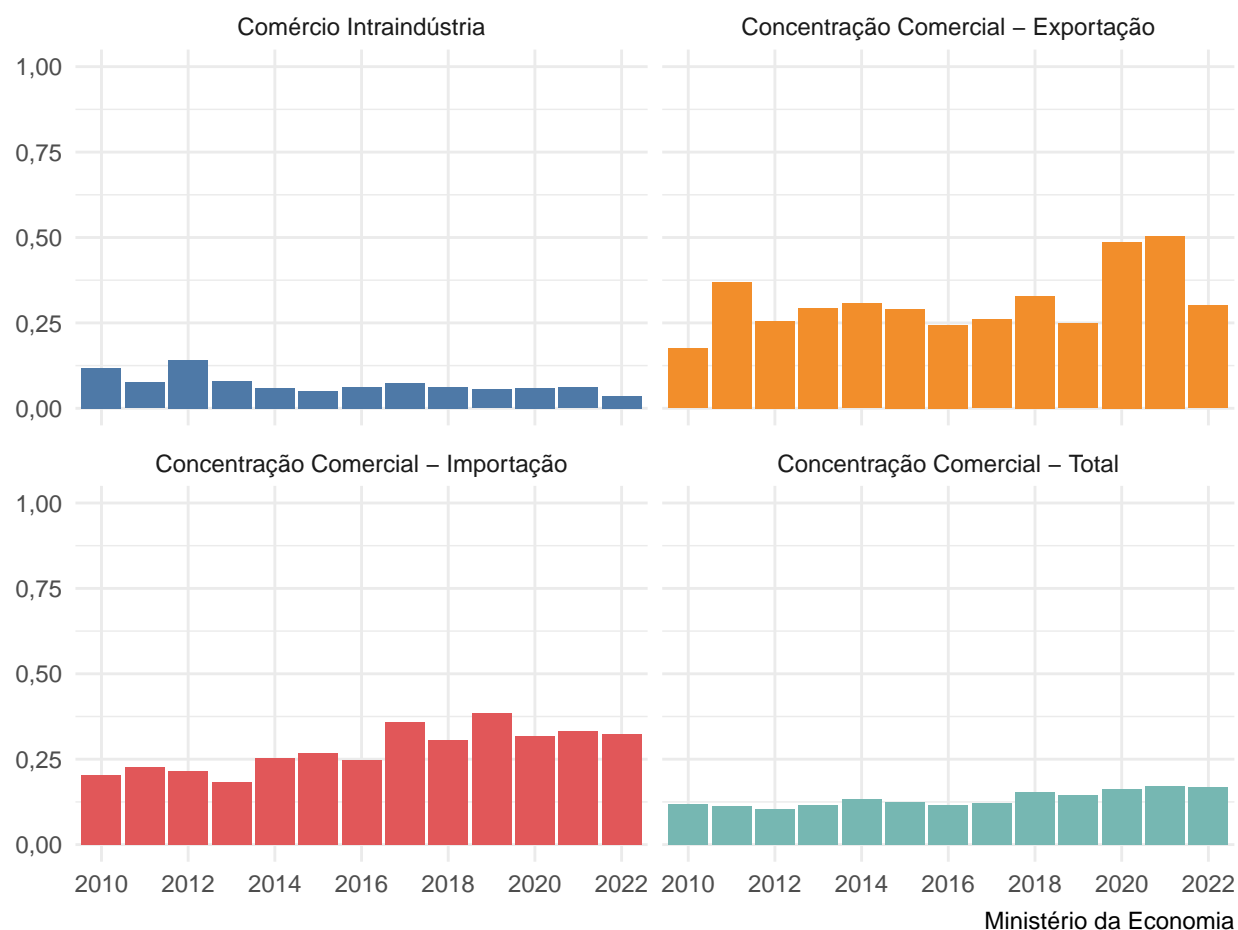 Comércio Intraindústria
Concentração Comercial – Exportação
1,00
0,75
0,50
0,25
0,00
Concentração Comercial – Importação
Concentração Comercial – Total
1,00
0,75
0,50
0,25
0,00
2010 2012 2014 2016 2018 2020 2022
2010 2012 2014 2016 2018 2020 2022
Ministério da Economia